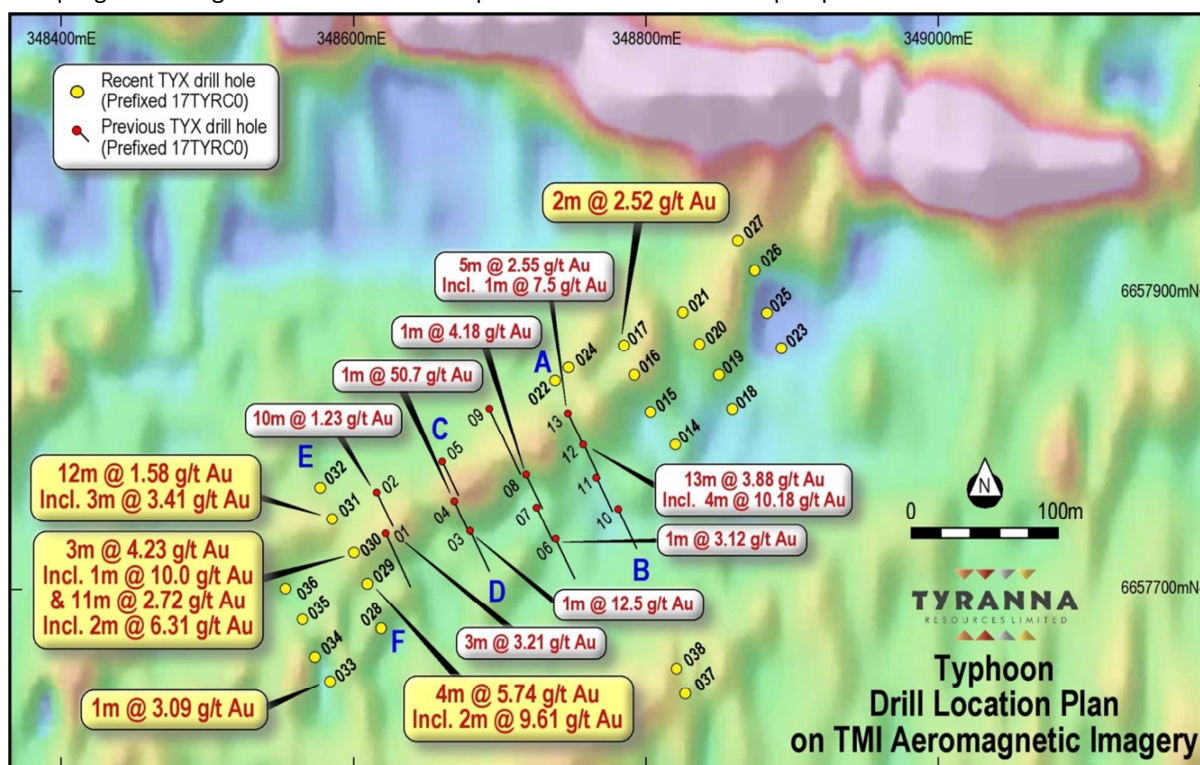 348400mE
348600mE
348800mE
349000mE
Recent TYX drill hole
(Prefixed 17TYRC0)
Previous TYX drill hole
(Prefixed 17TYRC0)
2m @ 2.52 g/t Au
027
026
5m @ 2.55 g/t Au
Incl. 1m @ 7.5 g/t Au
6657900mN
021
025
1m @ 4.18 g/t Au
017
020
023
A
024
022
016
019
1m @ 50.7 g/t Au
015
018
10m @ 1.23 g/t Au
09
13
014
C
05
12
E
032
12m @ 1.58 g/t Au
Incl. 3m @ 3.41 g/t Au
031
02
04
08
11
13m @ 3.88 g/t Au
Incl. 4m @ 10.18 g/t Au
N
0
100m
01
03
07
10
06
1m @ 3.12 g/t Au
B
3m @ 4.23 g/t Au
Incl. 1m @ 10.0 g/t Au
& 11m @ 2.72 g/t Au
Incl. 2m @ 6.31 g/t Au
030
029
036
035
028
F
D
1m @ 12.5 g/t Au
6657700mN
3m @ 3.21 g/t Au
034
033
1m @ 3.09 g/t Au
4m @ 5.74 g/t Au
Incl. 2m @ 9.61 g/t Au
038
037
TYRANNA
RESOURCES LIMITED
Typhoon
Drill Location Plan
on TMI Aeromagnetic Imagery